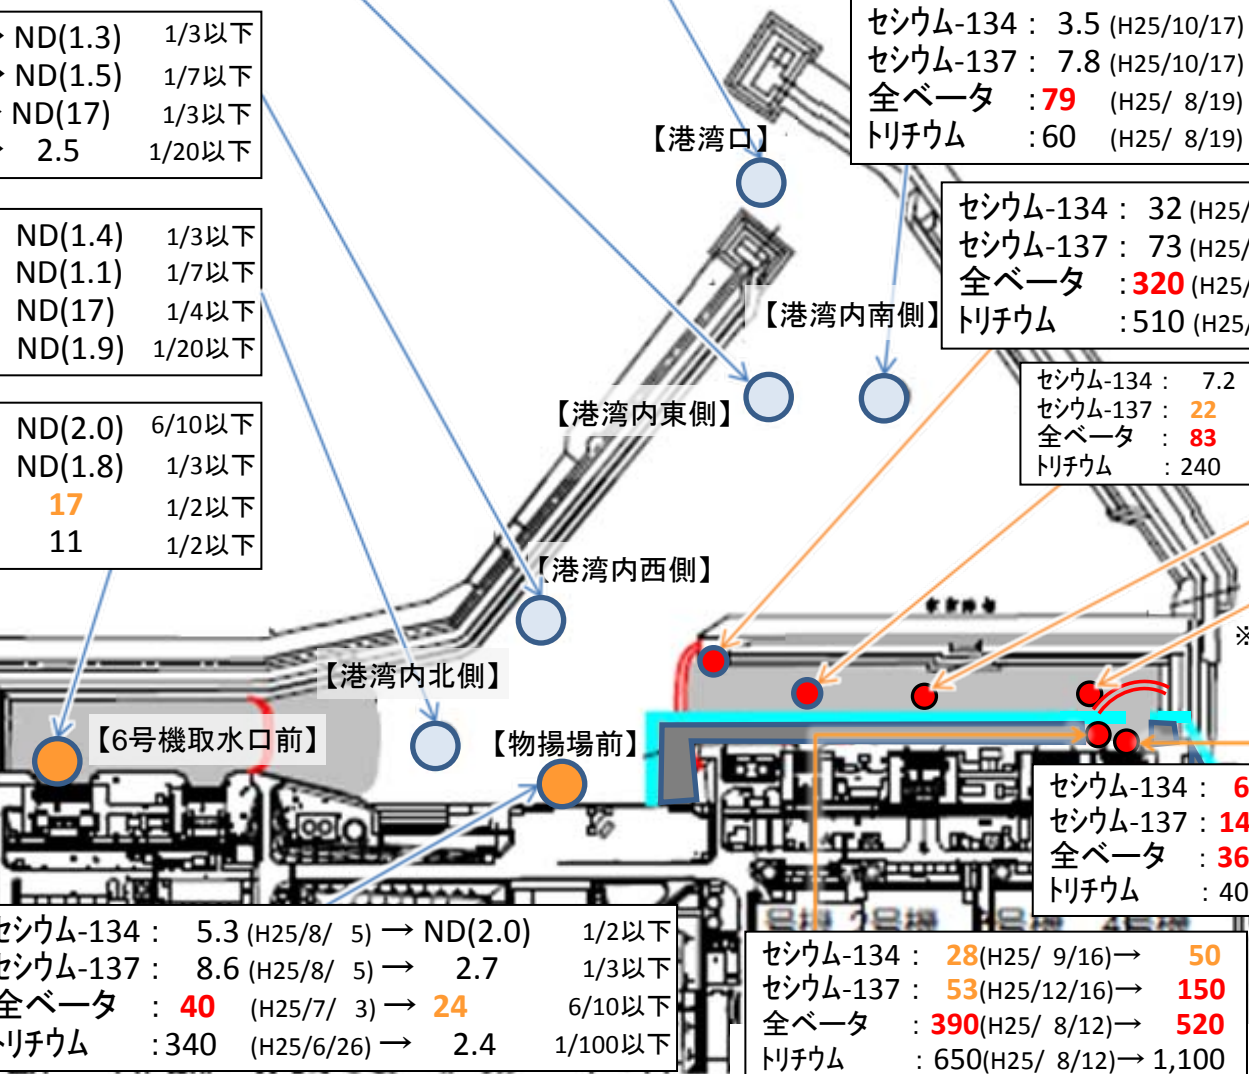 → ND(1.3) 1/3以下
→ ND(1.5) 1/7以下
→ ND(17) 1/3以下
→ 2.5 1/20以下
ND(1.4) 1/3以下
ND(1.1) 1/7以下
ND(17) 1/4以下
ND(1.9) 1/20以下
ND(2.0) 6/10以下
ND(1.8) 1/3以下
17 1/2以下
11 1/2以下
セシウム-134 : 3.5 (H25/10/17)
セシウム-137 : 7.8 (H25/10/17)
全ベータ :79 (H25/ 8/19)
トリチウム :60 (H25/ 8/19)
【港湾口】
セシウム-134 : 32 (H25/
セシウム-137 : 73 (H25/
全ベータ :320 (H25/
トリチウム :510 (H25/
【港湾内南側】
セシウム-134 : 7.2
セシウム-137 : 22
全ベータ : 83
トリチウム : 240
【港湾内東側】
【港湾内西側】
※
【港湾内北側】
【6号機取水口前】
【物揚場前】
セシウム-134 : 6
セシウム-137 : 14
全ベータ : 36
トリチウム : 40
セシウム-134 : 5.3 (H25/8/ 5) → ND(2.0) 1/2以下
セシウム-137 : 8.6 (H25/8/ 5) → 2.7 1/3以下
全ベータ : 40 (H25/7/ 3) → 24 6/10以下
トリチウム :340 (H25/6/26) → 2.4 1/100以下
セシウム-134 : 28(H25/ 9/16)→ 50
セシウム-137 : 53(H25/12/16)→ 150
全ベータ : 390(H25/ 8/12)→ 520
トリチウム : 650(H25/ 8/12)→ 1,100